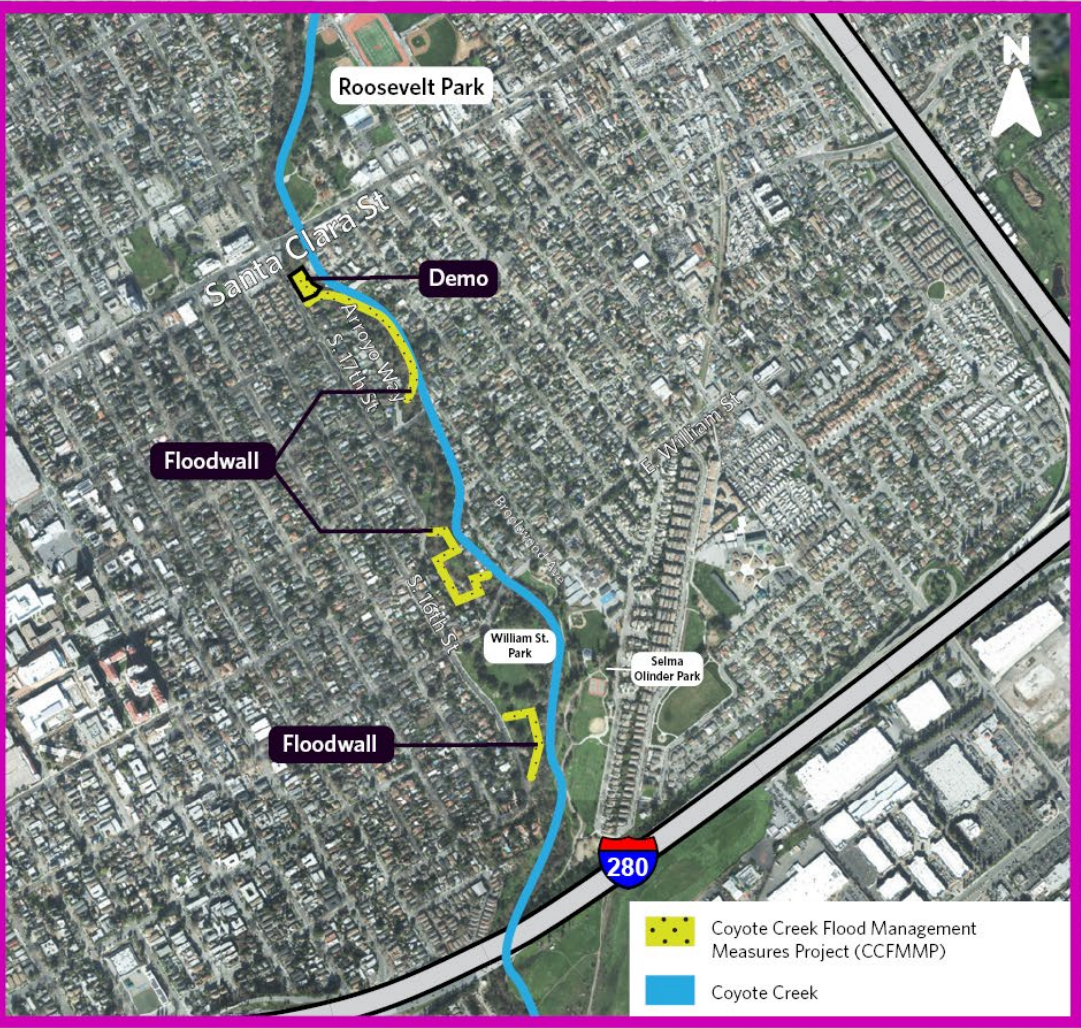 N
Roosevelt Park
Santa Clara St
Demo
Arroyo Way
S. 17th St
E. William St
Floodwall
Brookwood Ave
S. 16th St
William St.
Park
Selma
Olinder Park
Floodwall
280
Coyote Creek Flood Management
Measures Project (CCFMMP)
Coyote Creek